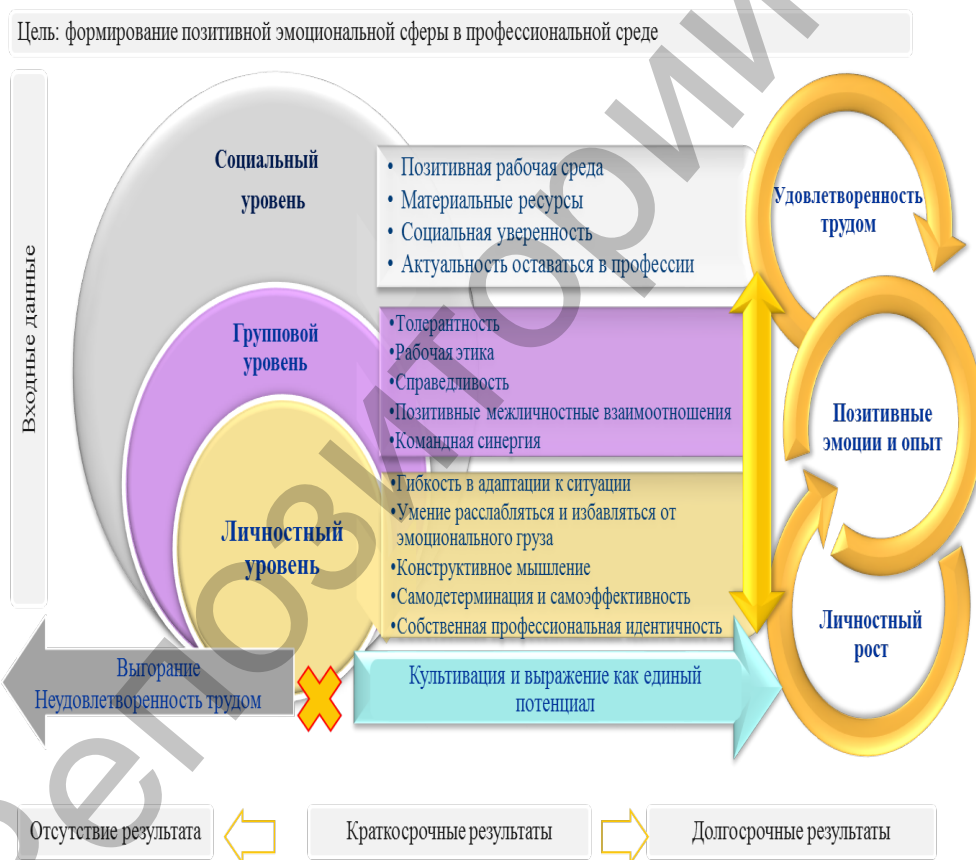 Цель: формирование позитивной эмоциональной сферы в профессиональной среде
Входные данные
Социальный
уровень
• Позитивная рабочая среда
• Материальные ресурсы
• Социальная уверенность
• Актуальность оставаться в профессии
Групповой
уровень
•Толерантность
•Рабочая этика
•Справедливость
•Позитивные межличностные взаимоотношения
•Командная синергия
Личностный
уровень
•Гибкость в адаптации к ситуации
•Умение расслабляться и избавляться от
эмоционального груза
•Конструктивное мышление
•Самодетерминация и самоэффективность
•Собственная профессиональная идентичность
Удовлетворенность
трудом
Позитивные
эмоции и опыт
Личностный
рост
Выгорание
Неудовлетворенность трудом
Культивация и выражение как единый
потенциал
Отсутствие результата
Краткосрочные результаты
Долгосрочные результаты
Репозиторий